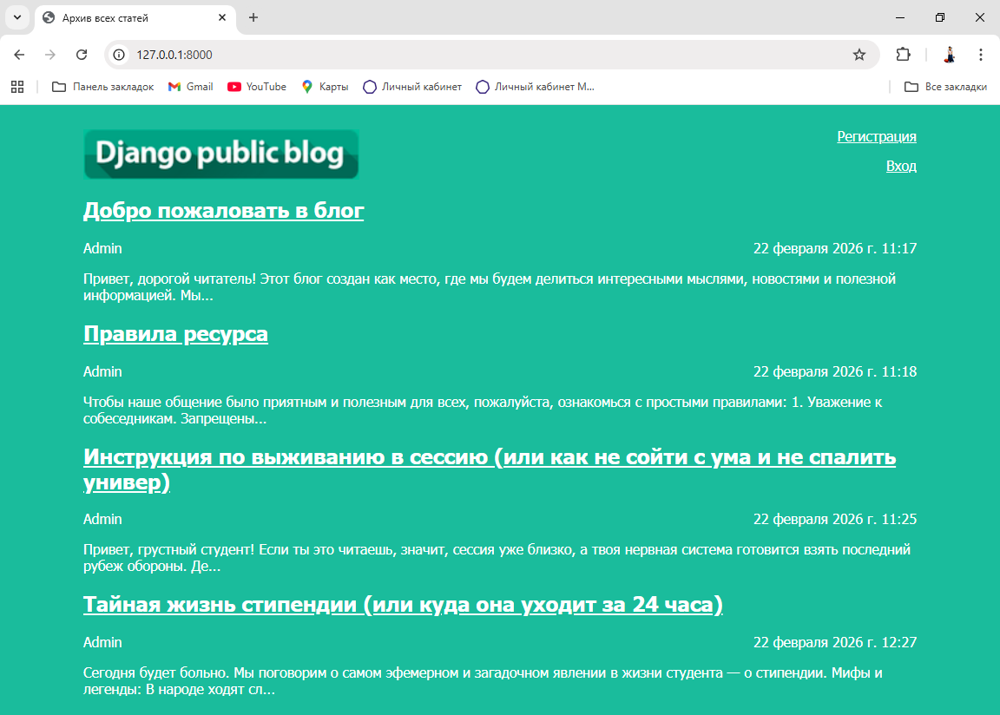 Архив всех статей
127.0.0.1:8000
Панель закладок Gmail YouTube Карты Личный кабинет Личный кабинет М... Все закладки
Django public blog
Регистрация
Вход
Добро пожаловать в блог
Admin 22 февраля 2026 г. 11:17
Привет, дорогой читатель! Этот блог создан как место, где мы будем делиться интересными мыслями, новостями и полезной
информацией. Мы...
Правила ресурса
Admin 22 февраля 2026 г. 11:18
Чтобы наше общение было приятным и полезным для всех, пожалуйста, ознакомься с простыми правилами: 1. Уважение к
собеседникам. Запрещены...
Инструкция по выживанию в сессию (или как не сойти с ума и не спалить
универ)
Admin 22 февраля 2026 г. 11:25
Привет, грустный студент! Если ты это читаешь, значит, сессия уже близко, а твоя нервная система готовится взять последний
рубеж обороны. Де...
Тайная жизнь стипендии (или куда она уходит за 24 часа)
Admin 22 февраля 2026 г. 12:27
Сегодня будет больно. Мы поговорим о самом эфемерном и загадочном явлении в жизни студента — о стипендии. Мифы и
легенды: В народе ходят сл...